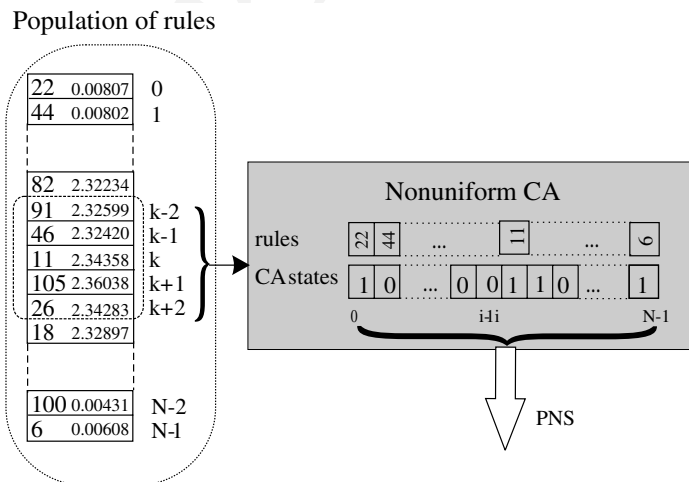 Population of rules
22 0.00807 0
44 0.00802 1
82 2.32234
91 2.32599 k-2
46 2.32420 k-1
11 2.34358 k
105 2.36038 k+1
26 2.34283 k+2
18 2.32897
100 0.00431 N-2
6 0.00608 N-1
Nonuniform CA
rules 22 44 ... 11 ... 6
CA states 1 0 ... 0 0 1 1 0 ... 1
0 i-1 i N-1
PNS